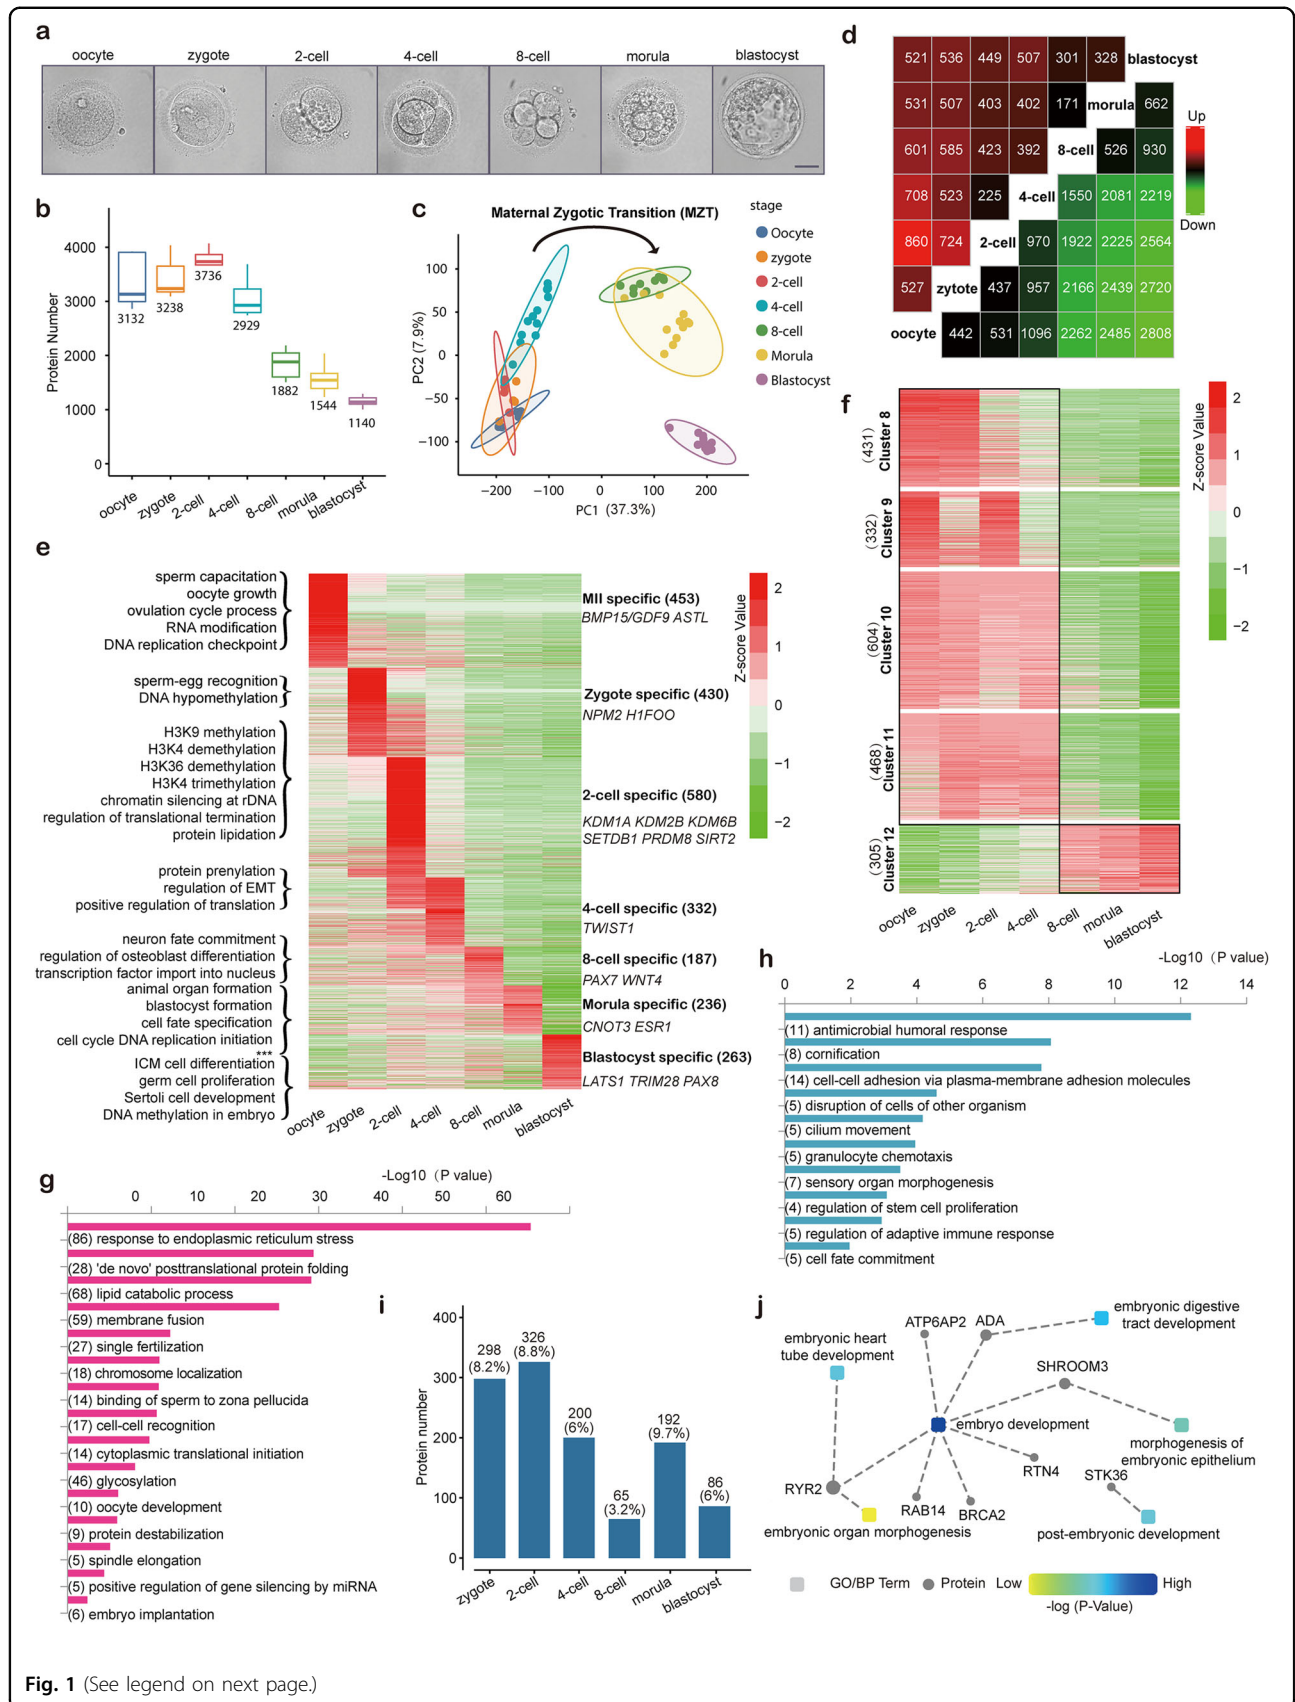 a
oocyte zygote 2-cell 4-cell 8-cell morula blastocyst
b
Protein Number
4000
3000
2000
1000
0
3132
3238
3736
2929
1882
1544
1140
oocyte zygote 2-cell 4-cell 8-cell morula blastocyst
c
Maternal Zygotic Transition (MZT)
PC2 (7.9%)
100
50
0
−50
−100
−200 −100 0 100 200
PC1 (37.3%)
stage
Oocyte
zygote
2-cell
4-cell
8-cell
Morula
Blastocyst
d
521 536 449 507 301 328 blastocyst
531 507 403 402 171 morula 662
601 585 423 392 8-cell 526 930
708 523 225 4-cell 1550 2081 2219
860 724 2-cell 970 1922 2225 2564
527 zytote 437 957 2166 2439 2720
oocyte 442 531 1096 2262 2485 2808
Up
Down
e
sperm capacitation
oocyte growth
ovulation cycle process
RNA modification
DNA replication checkpoint
sperm-egg recognition
DNA hypomethylation
H3K9 methylation
H3K4 demethylation
H3K36 demethylation
H3K4 trimethylation
chromatin silencing at rDNA
regulation of translational termination
protein lipidation
protein prenylation
regulation of EMT
positive regulation of translation
neuron fate commitment
regulation of osteoblast differentiation
transcription factor import into nucleus
animal organ formation
blastocyst formation
cell fate specification
cell cycle DNA replication initiation
***
ICM cell differentiation
germ cell proliferation
Sertoli cell development
DNA methylation in embryo
oocyte zygote 2-cell 4-cell 8-cell morula blastocyst
MII specific (453)
BMP15/GDF9 ASTL
Zygote specific (430)
NPM2 H1FOO
2-cell specific (580)
KDM1A KDM2B KDM6B
SETDB1 PRDM8 SIRT2
4-cell specific (332)
TWIST1
8-cell specific (187)
PAX7 WNT4
Morula specific (236)
CNOT3 ESR1
Blastocyst specific (263)
LATS1 TRIM28 PAX8
Z-score Value
2
1
0
−1
−2
f
(431)
Cluster 8
(332)
Cluster 9
(604)
Cluster 10
(468)
Cluster 11
(305)
Cluster 12
oocyte zygote 2-cell 4-cell 8-cell morula blastocyst
Z-score Value
2
1
0
−1
−2
g
-Log10（P value)
0 10 20 30 40 50 60
(86) response to endoplasmic reticulum stress
(28) 'de novo' posttranslational protein folding
(68) lipid catabolic process
(59) membrane fusion
(27) single fertilization
(18) chromosome localization
(14) binding of sperm to zona pellucida
(17) cell-cell recognition
(14) cytoplasmic translational initiation
(46) glycosylation
(10) oocyte development
(9) protein destabilization
(5) spindle elongation
(5) positive regulation of gene silencing by miRNA
(6) embryo implantation
h
-Log10（P value)
0 2 4 6 8 10 12 14
(11) antimicrobial humoral response
(8) cornification
(14) cell-cell adhesion via plasma-membrane adhesion molecules
(5) disruption of cells of other organism
(5) cilium movement
(5) granulocyte chemotaxis
(7) sensory organ morphogenesis
(4) regulation of stem cell proliferation
(5) regulation of adaptive immune response
(5) cell fate commitment
i
Protein number
400
300
200
100
0
298
(8.2%)
326
(8.8%)
200
(6%)
65
(3.2%)
192
(9.7%)
86
(6%)
zygote 2-cell 4-cell 8-cell morula blastocyst
j
ATP6AP2 ADA
embryonic digestive
tract development
embryonic heart
tube development
SHROOM3
embryo development
morphogenesis of
embryonic epithelium
RTN4
STK36
RYR2
RAB14
BRCA2
embryonic organ morphogenesis
post-embryonic development
GO/BP Term Protein Low High
-log (P-Value)
Fig. 1 (See legend on next page.)